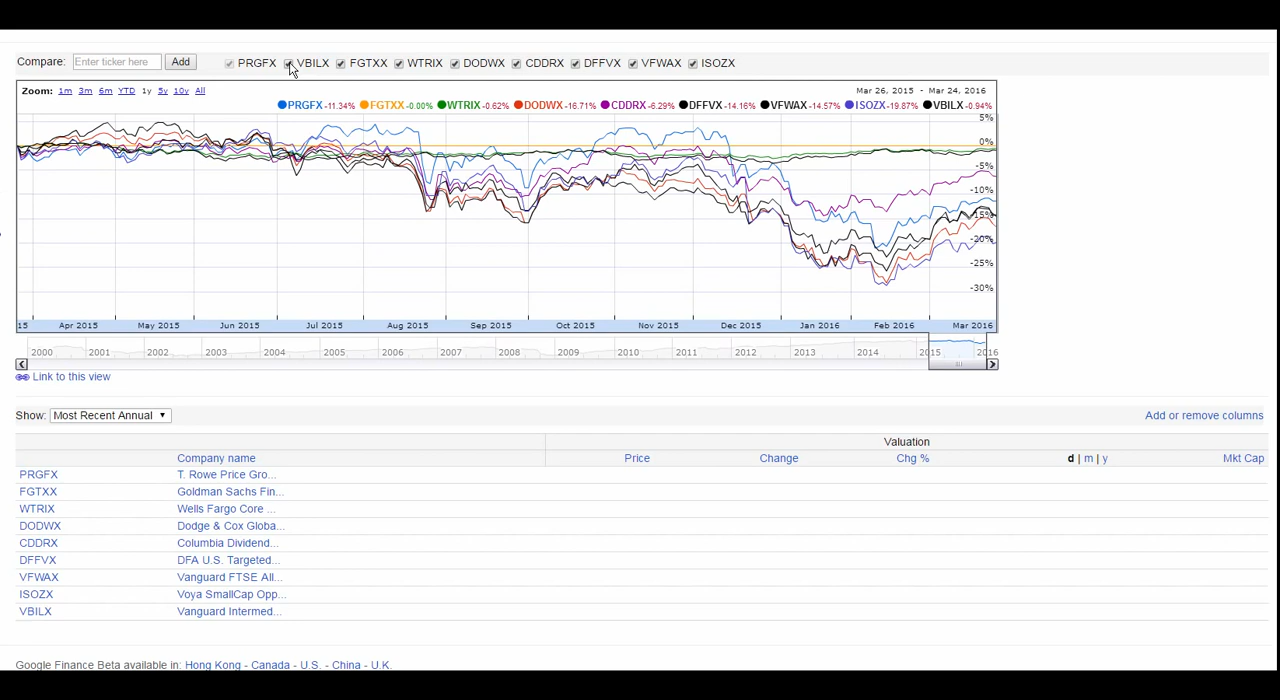 Compare: Enter ticker here Add PRGFX VBILX FGTXX WTRIX DODWX CDDRX DFFVX VFWAX ISOZX
Zoom: 1m 3m 6m YTD 1y 5y 10y All Mar 26, 2015 - Mar 24, 2016
PRGFX -11.34% FGTXX -0.00% WTRIX -0.62% DODWX -16.71% CDDRX -6.29% DFFVX -14.16% VFWAX -14.57% ISOZX -19.87% VBILX -0.94%
5%
0%
-5%
-10%
-15%
-20%
-25%
-30%
15 Apr 2015 May 2015 Jun 2015 Jul 2015 Aug 2015 Sep 2015 Oct 2015 Nov 2015 Dec 2015 Jan 2016 Feb 2016 Mar 2016
2000 2001 2002 2003 2004 2005 2006 2007 2008 2009 2010 2011 2012 2013 2014 2015 2016
Link to this view
Show: Most Recent Annual Add or remove columns
Valuation
Company name Price Change Chg % d | m | y Mkt Cap
PRGFX T. Rowe Price Gro...
FGTXX Goldman Sachs Fin...
WTRIX Wells Fargo Core ...
DODWX Dodge & Cox Globa...
CDDRX Columbia Dividend...
DFFVX DFA U.S. Targeted...
VFWAX Vanguard FTSE All...
ISOZX Voya SmallCap Opp...
VBILX Vanguard Intermed...
Google Finance Beta available in: Hong Kong - Canada - U.S. - China - U.K.